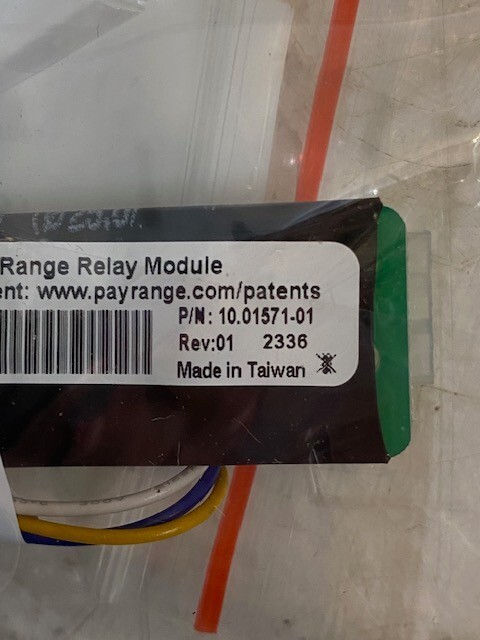 Range Relay Module
ent: www.payrange.com/patents
P/N: 10.01571-01
Rev:01 2336
Made in Taiwan